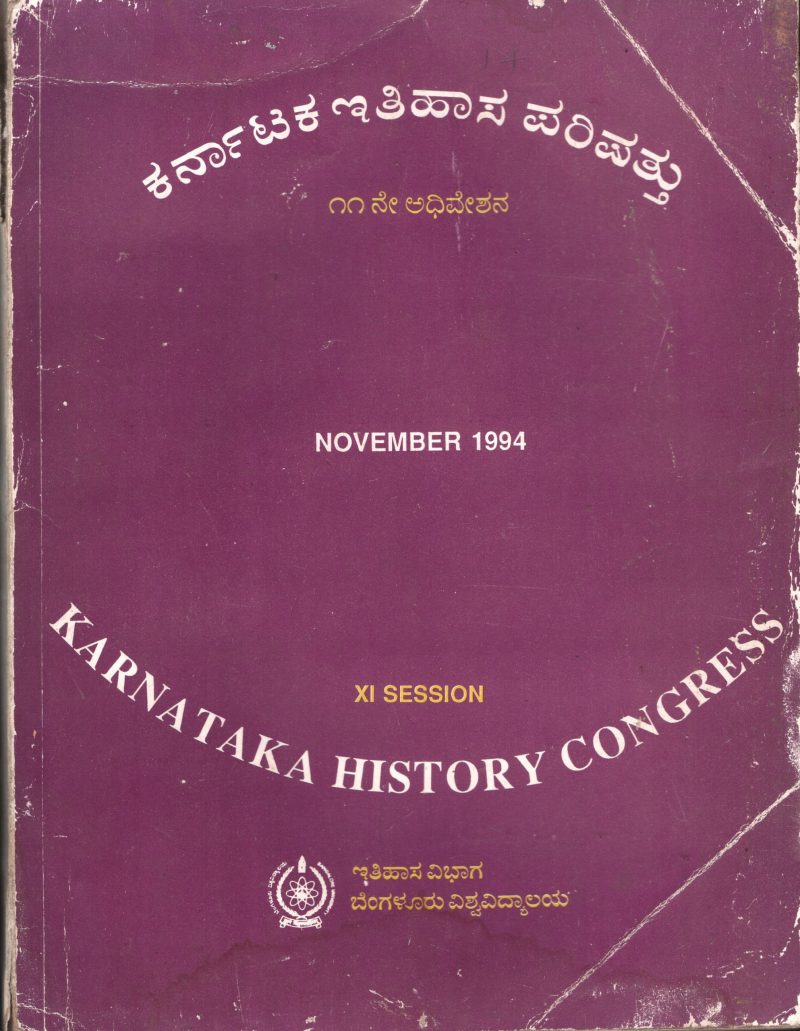 ಕರ್ನಾಟಕ ಇತಿಹಾಸ ಪರಿಷತ್ತು
೧೧ ನೇ ಅಧಿವೇಶನ
NOVEMBER 1994
XI SESSION
KARNATAKA HISTORY CONGRESS
ಇತಿಹಾಸ ವಿಭಾಗ
ಬೆಂಗಳೂರು ವಿಶ್ವವಿದ್ಯಾಲಯ